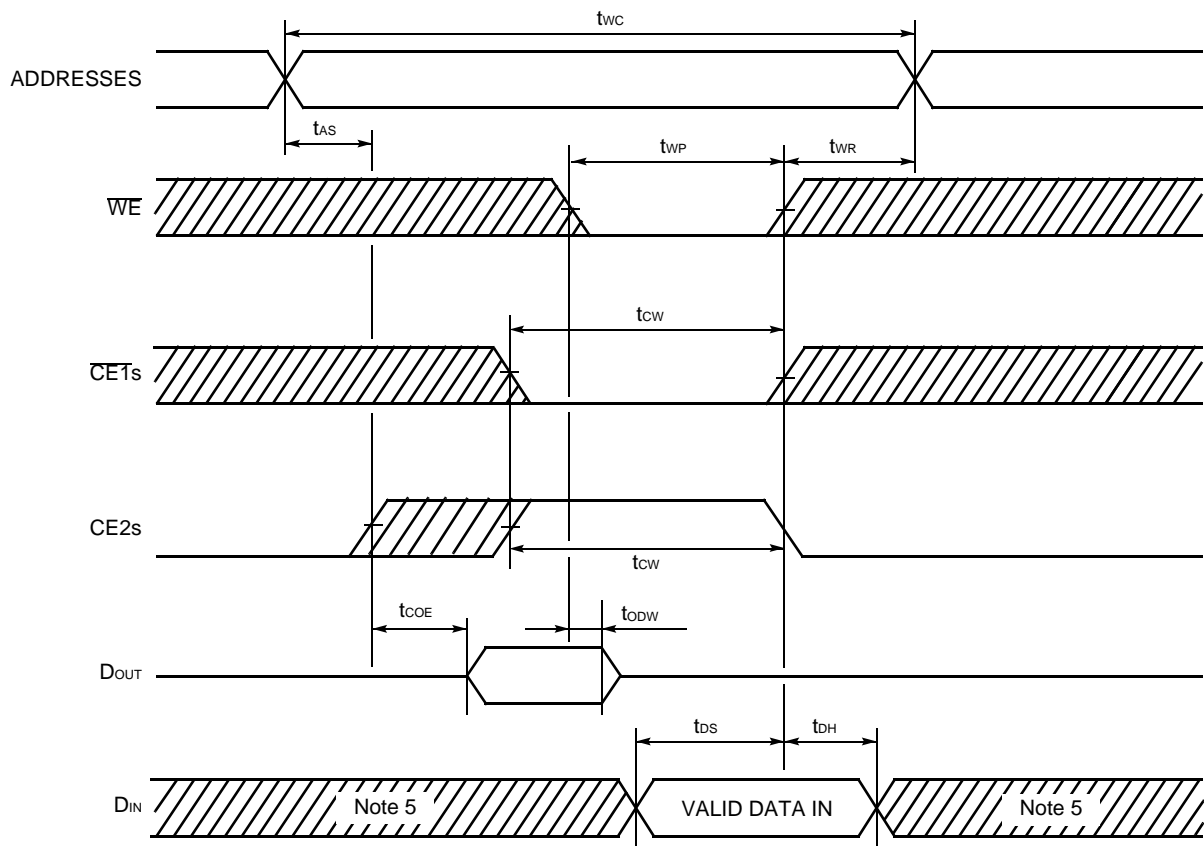 tWC
ADDRESSES
tAS
tWP
tWR
WE
tCW
CE1s
CE2s
tCW
tCOE
tODW
DOUT
tDS
tDH
DIN
Note 5
VALID DATA IN
Note 5